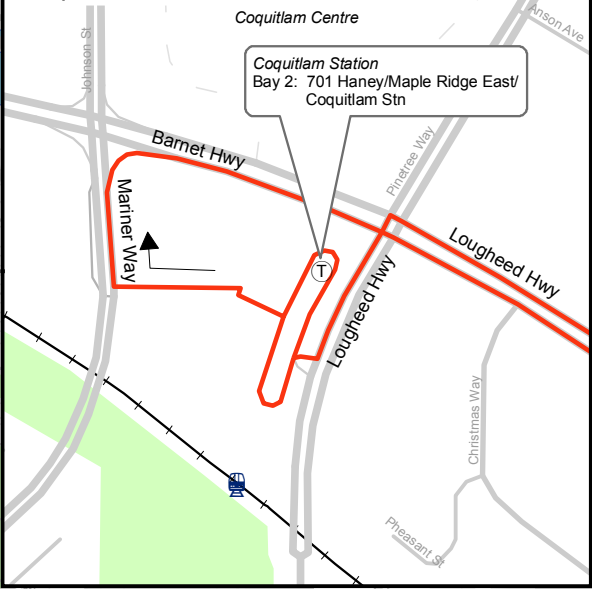 Coquitlam Centre
Anson Ave
Johnson St
Coquitlam Station
Bay 2: 701 Haney/Maple Ridge East/
Coquitlam Stn
Barnet Hwy
Pinetree Way
Mariner Way
Lougheed Hwy
T
Lougheed Hwy
Christmas Way
Pheasant St